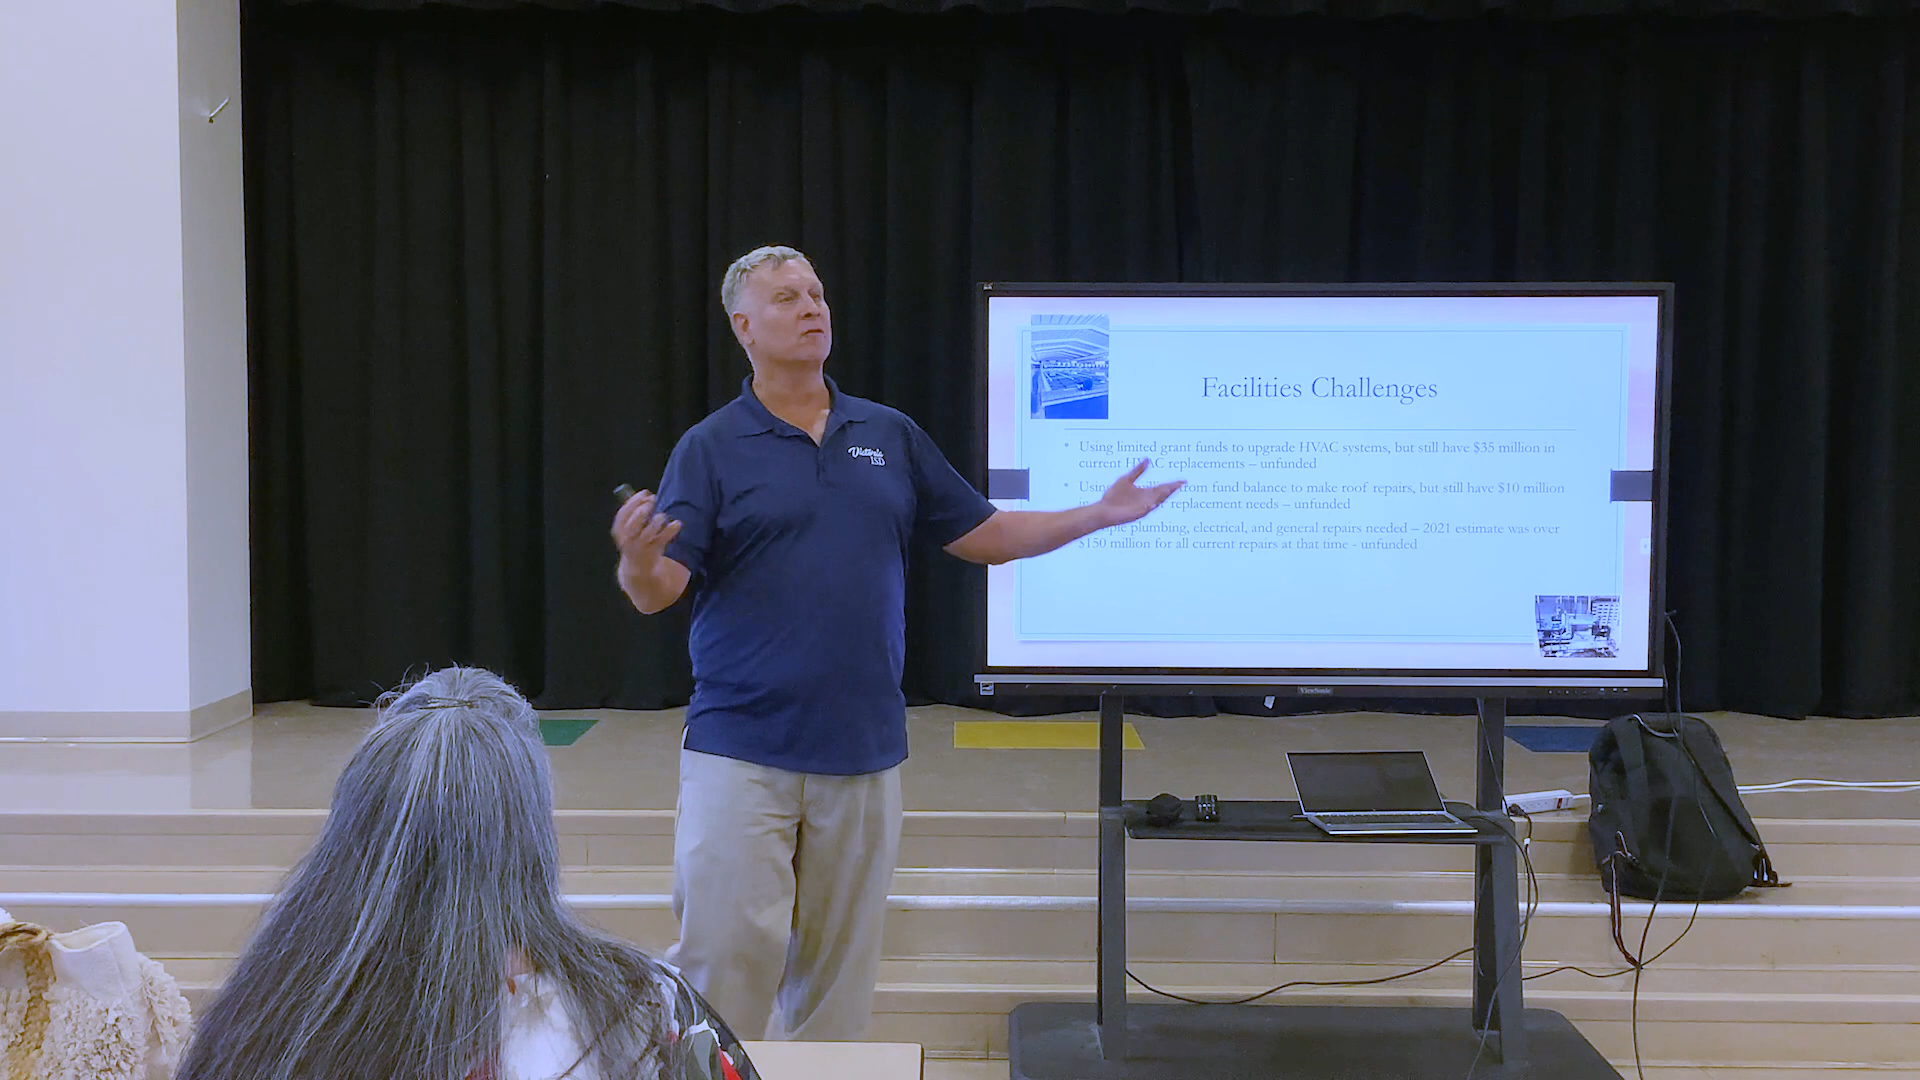 Facilities Challenges
Using limited grant funds to upgrade HVAC systems, but still have $35 million in
current HVAC replacements – unfunded
Using from fund balance to make roof repairs, but still have $10 million
replacement needs – unfunded
plumbing, electrical, and general repairs needed – 2021 estimate was over
$150 million for all current repairs at that time - unfunded
Victoria
ISD
ViewSonic